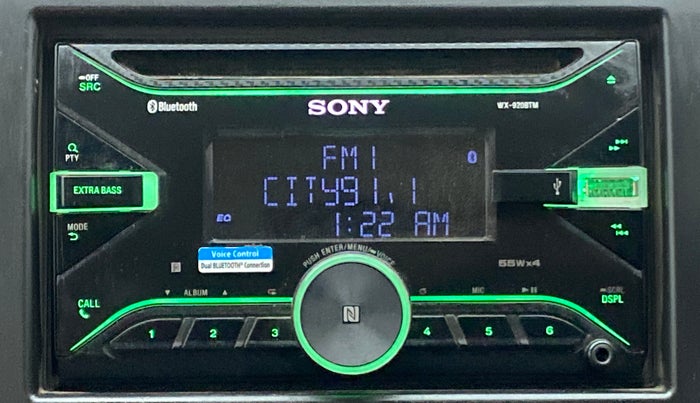 OFF
SRC
Bluetooth
SONY
WX-920BTM
PTY
FM1
CITY91.1
1:22 AM
EQ
EXTRA BASS
MODE
Voice Control
Dual BLUETOOTH® Connection
PUSH ENTER/MENU/ VOICE
55W×4
CALL
ALBUM
MIC
SCRL
DSPL
1
2
3
4
5
6
N